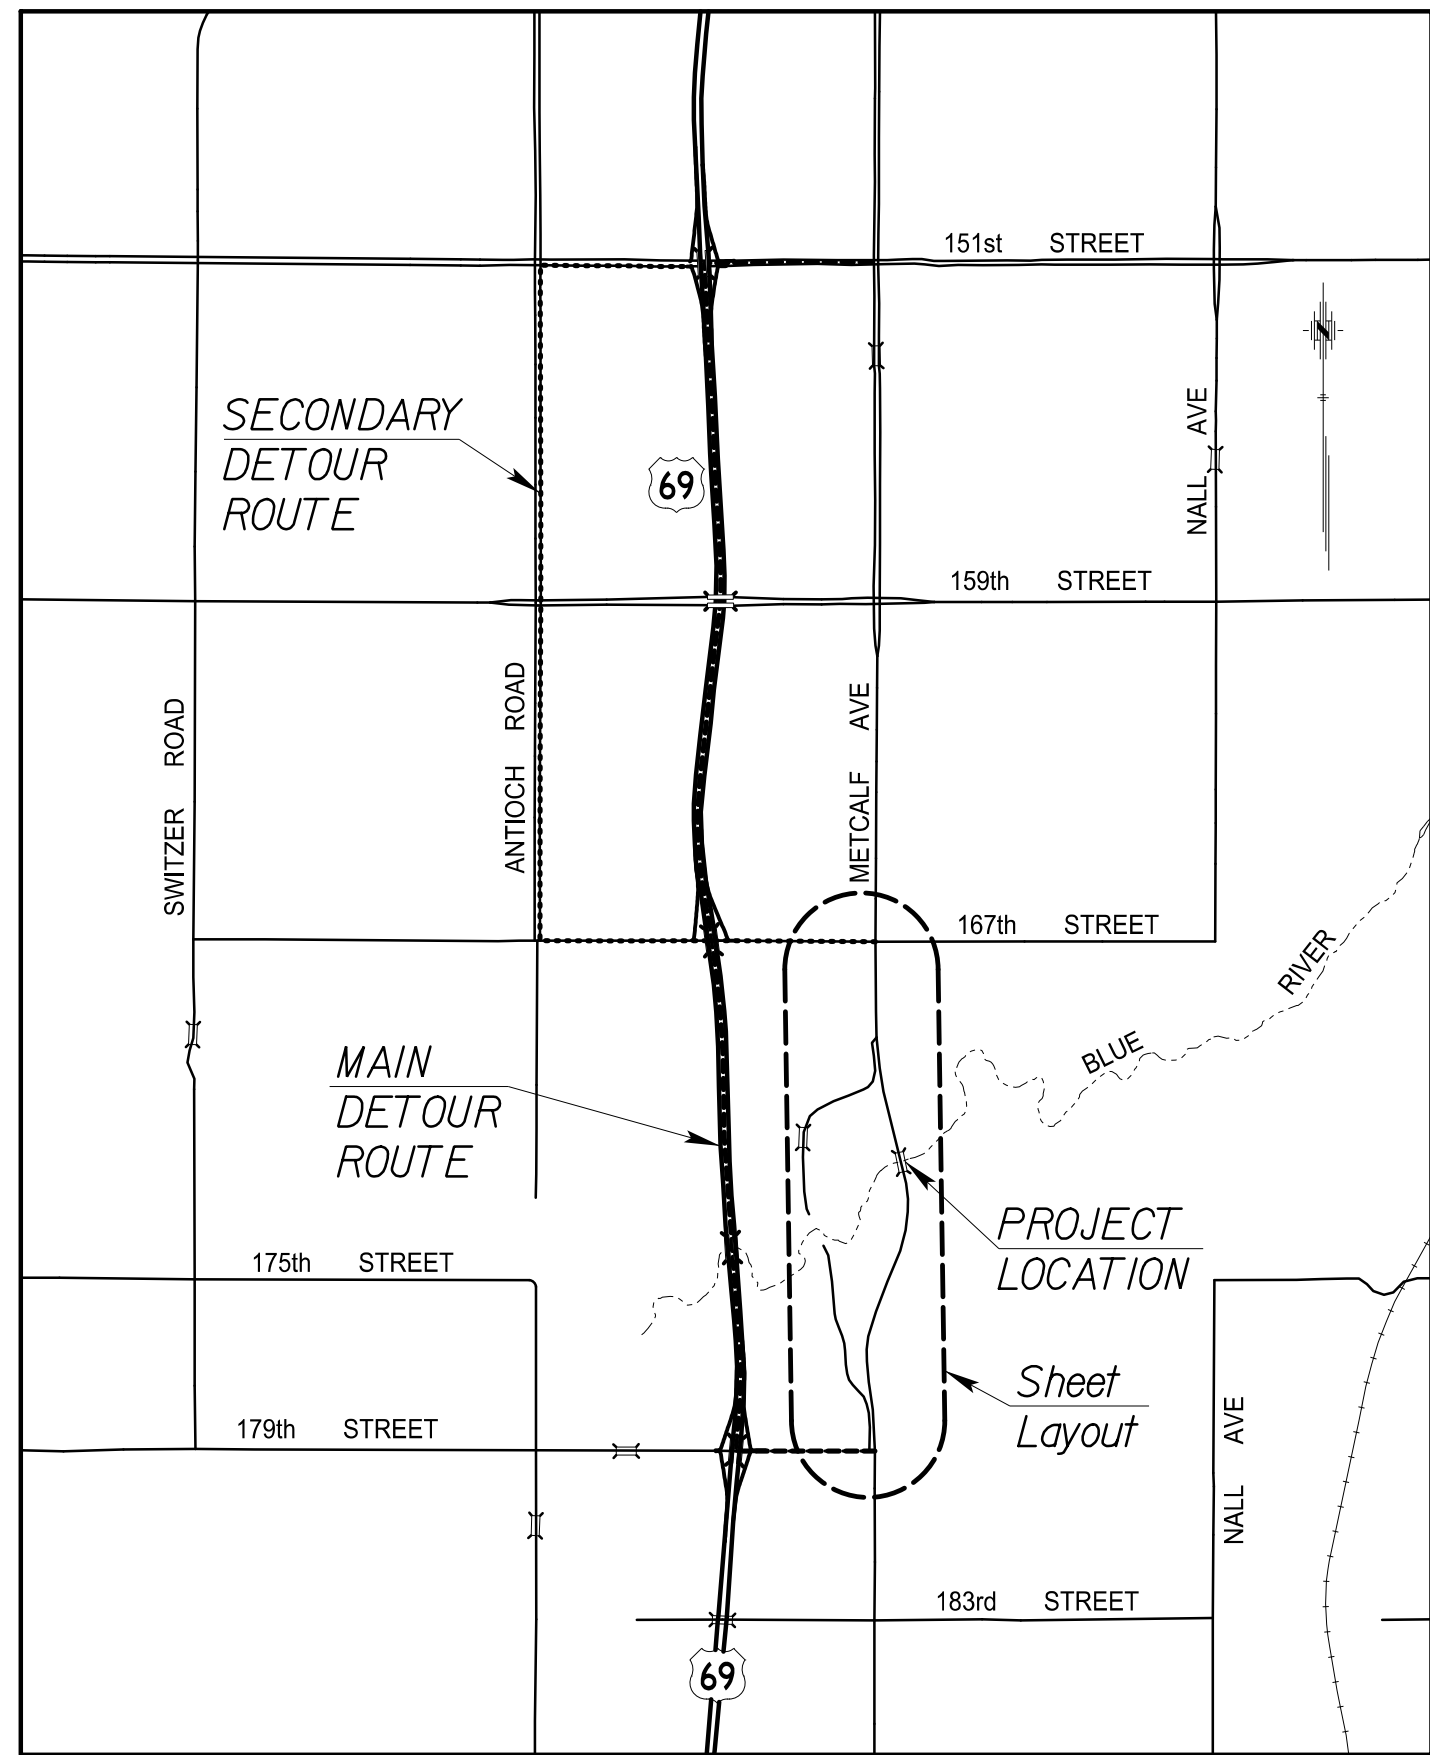 151st STREET
N
SECONDARY
DETOUR
ROUTE
69
NALL AVE
159th STREET
SWITZER ROAD
ANTIOCH ROAD
METCALF AVE
167th STREET
BLUE RIVER
MAIN
DETOUR
ROUTE
PROJECT
LOCATION
175th STREET
Sheet
Layout
179th STREET
NALL AVE
183rd STREET
69